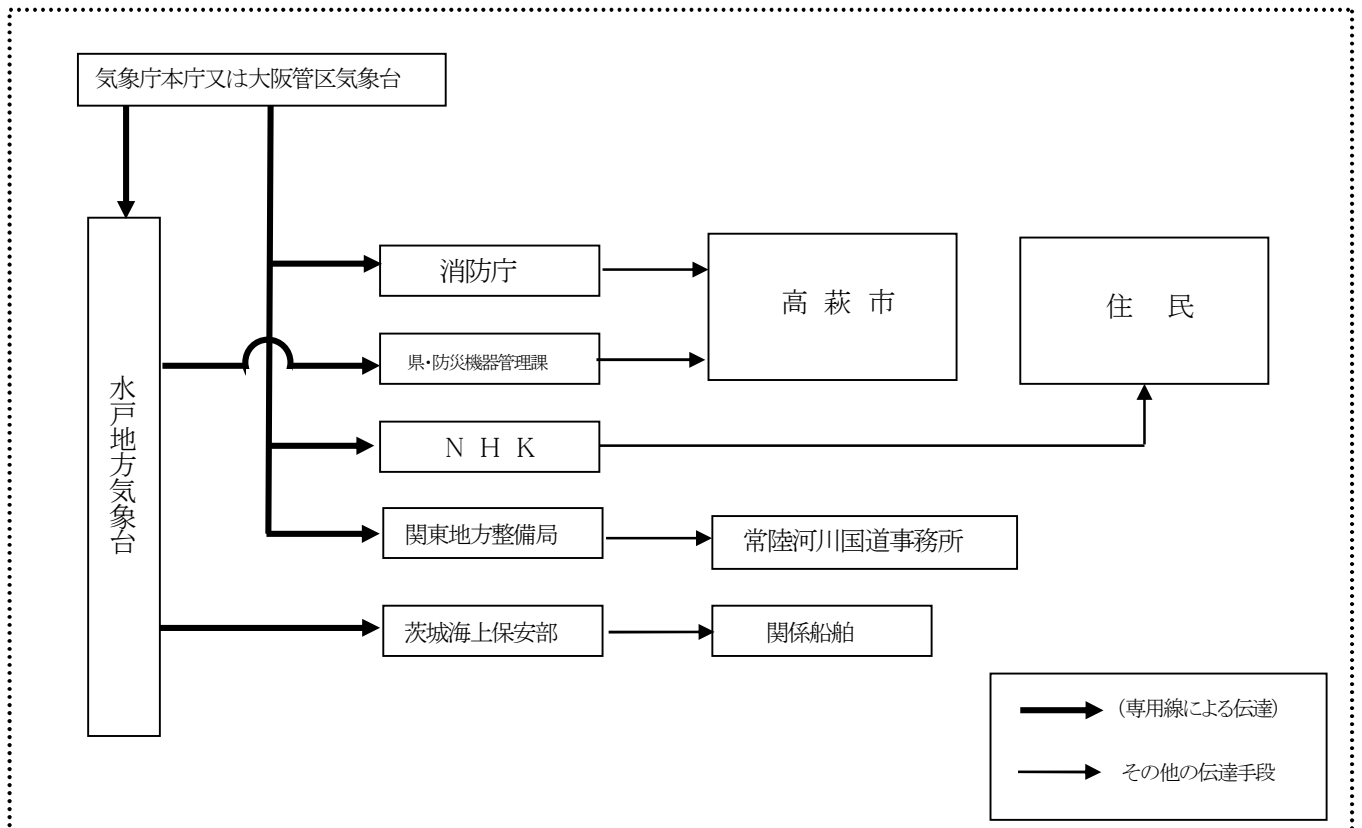 気象庁本庁又は大阪管区気象台
水戸地方気象台
消防庁
高 萩 市
住 民
県・防災機器管理課
N H K
関東地方整備局
常陸河川国道事務所
茨城海上保安部
関係船舶
(専用線による伝達)
その他の伝達手段